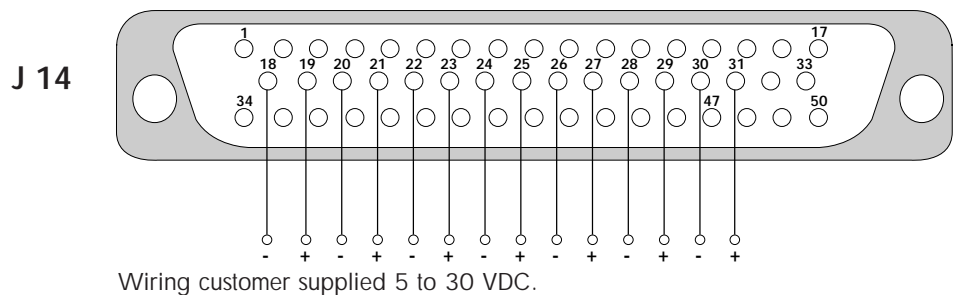 1 17
J 14
18 19 20 21 22 23 24 25 26 27 28 29 30 31 33
34 47 50
- + - + - + - + - + - + - +
Wiring customer supplied 5 to 30 VDC.